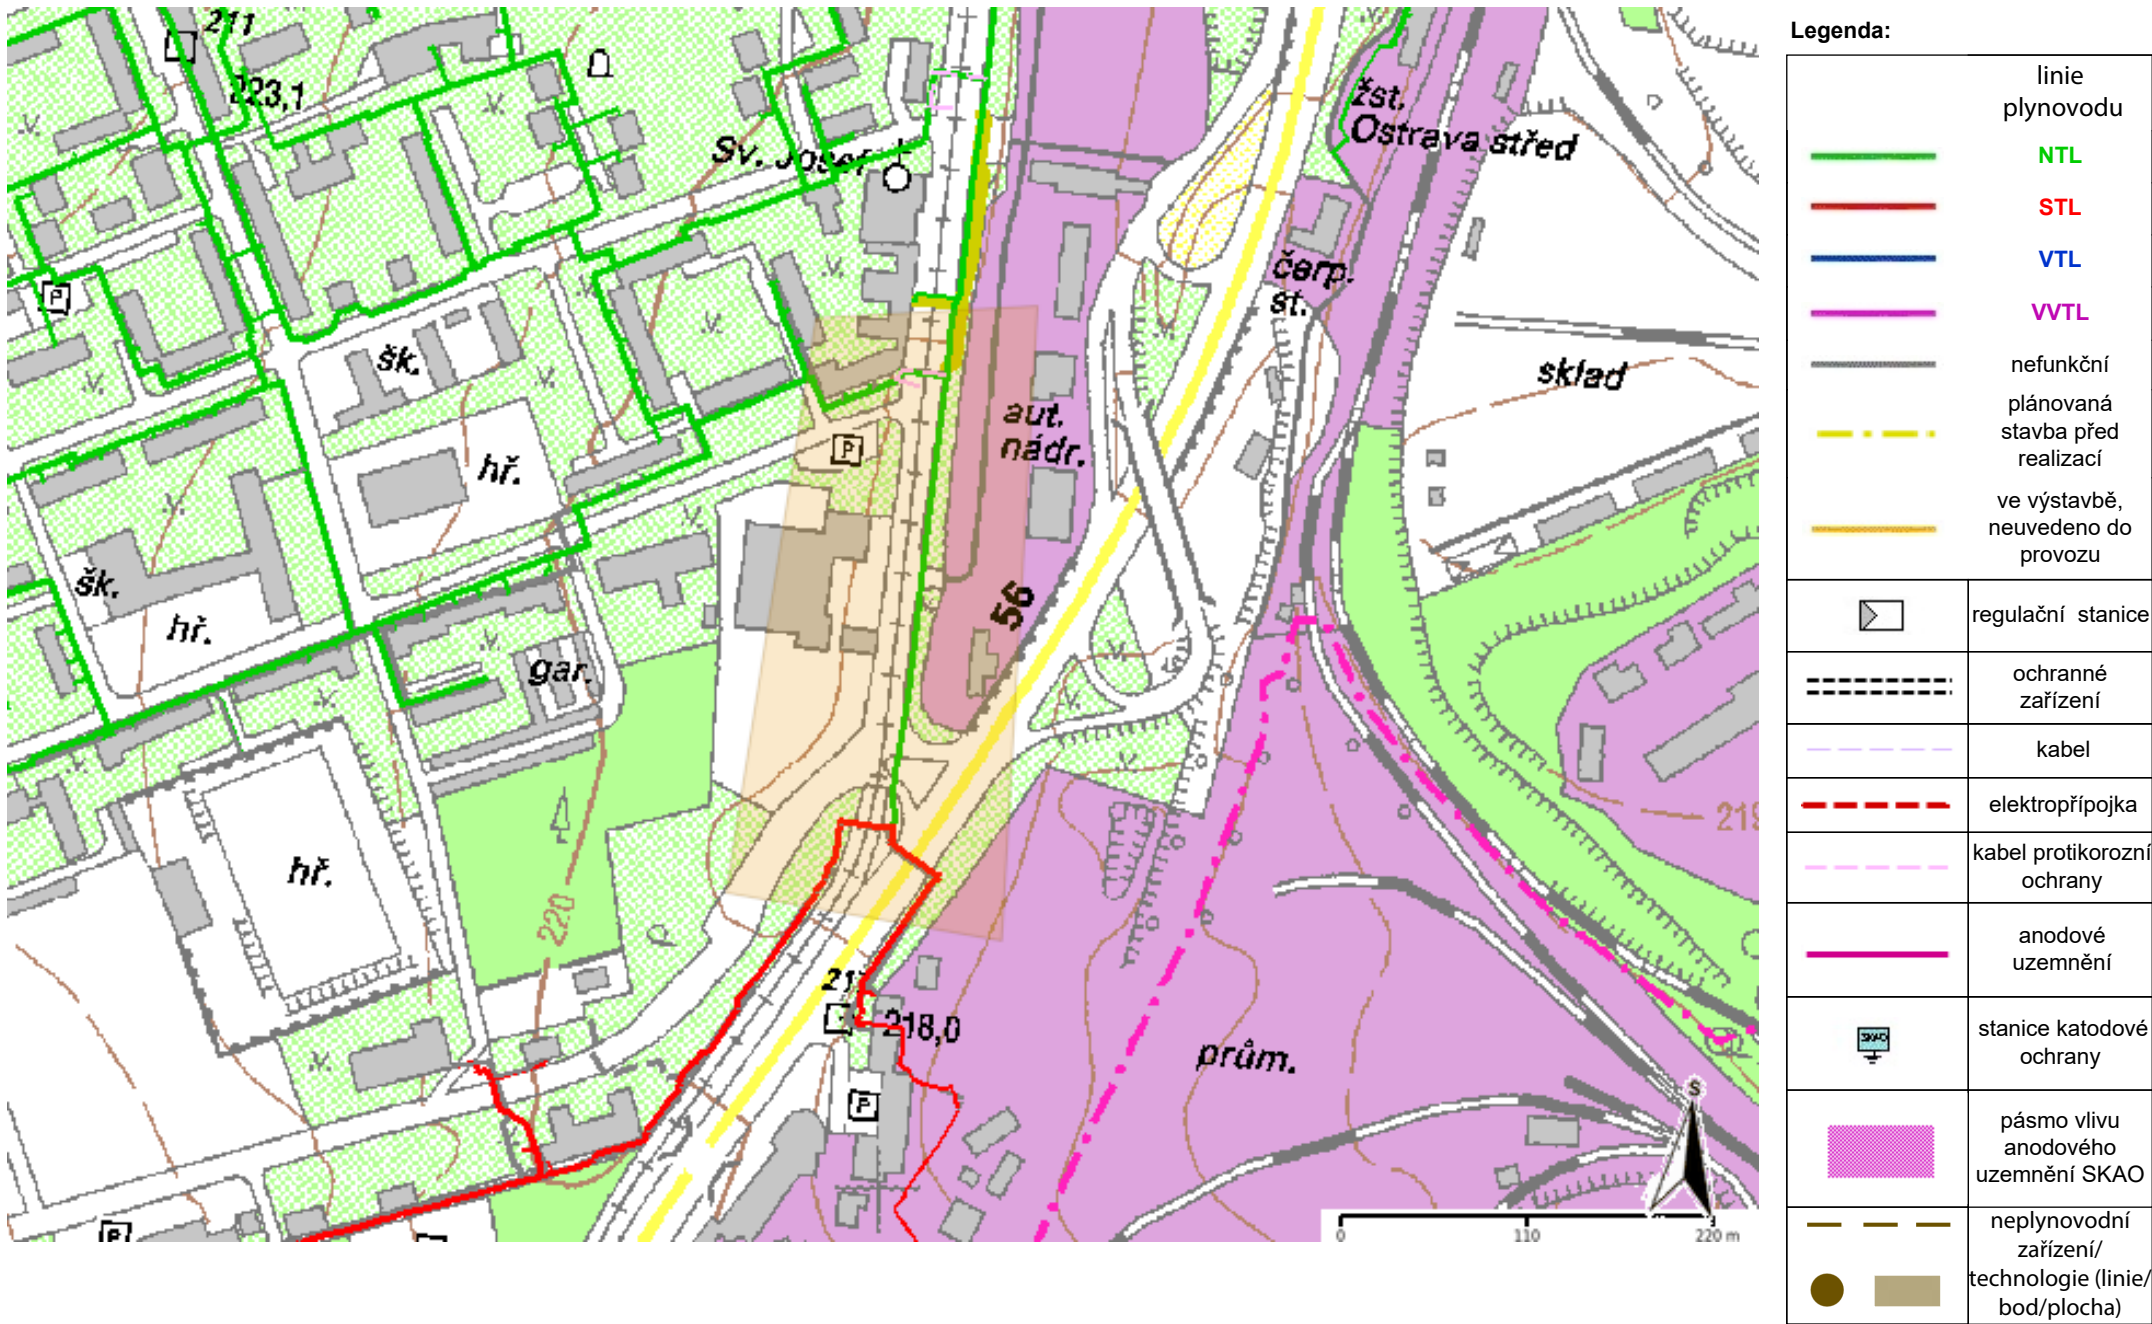 211
223,1
Sv. Josef
žst.
Ostrava střed
čerp.
st.
šk.
sklad
aut.
nádr.
P
P
hř.
56
šk.
hř.
gar.
hř.
220
219
21
218,0
prům.
P
P
S
0 110 220 m
Legenda:
linie
plynovodu
NTL
STL
VTL
VVTL
nefunkční
plánovaná
stavba před
realizací
ve výstavbě,
neuvedeno do
provozu
regulační stanice
ochranné
zařízení
kabel
elektropřípojka
kabel protikorozní
ochrany
anodové
uzemnění
SKAO
stanice katodové
ochrany
pásmo vlivu
anodového
uzemnění SKAO
neplynovodní
zařízení/
technologie (linie/
bod/plocha)